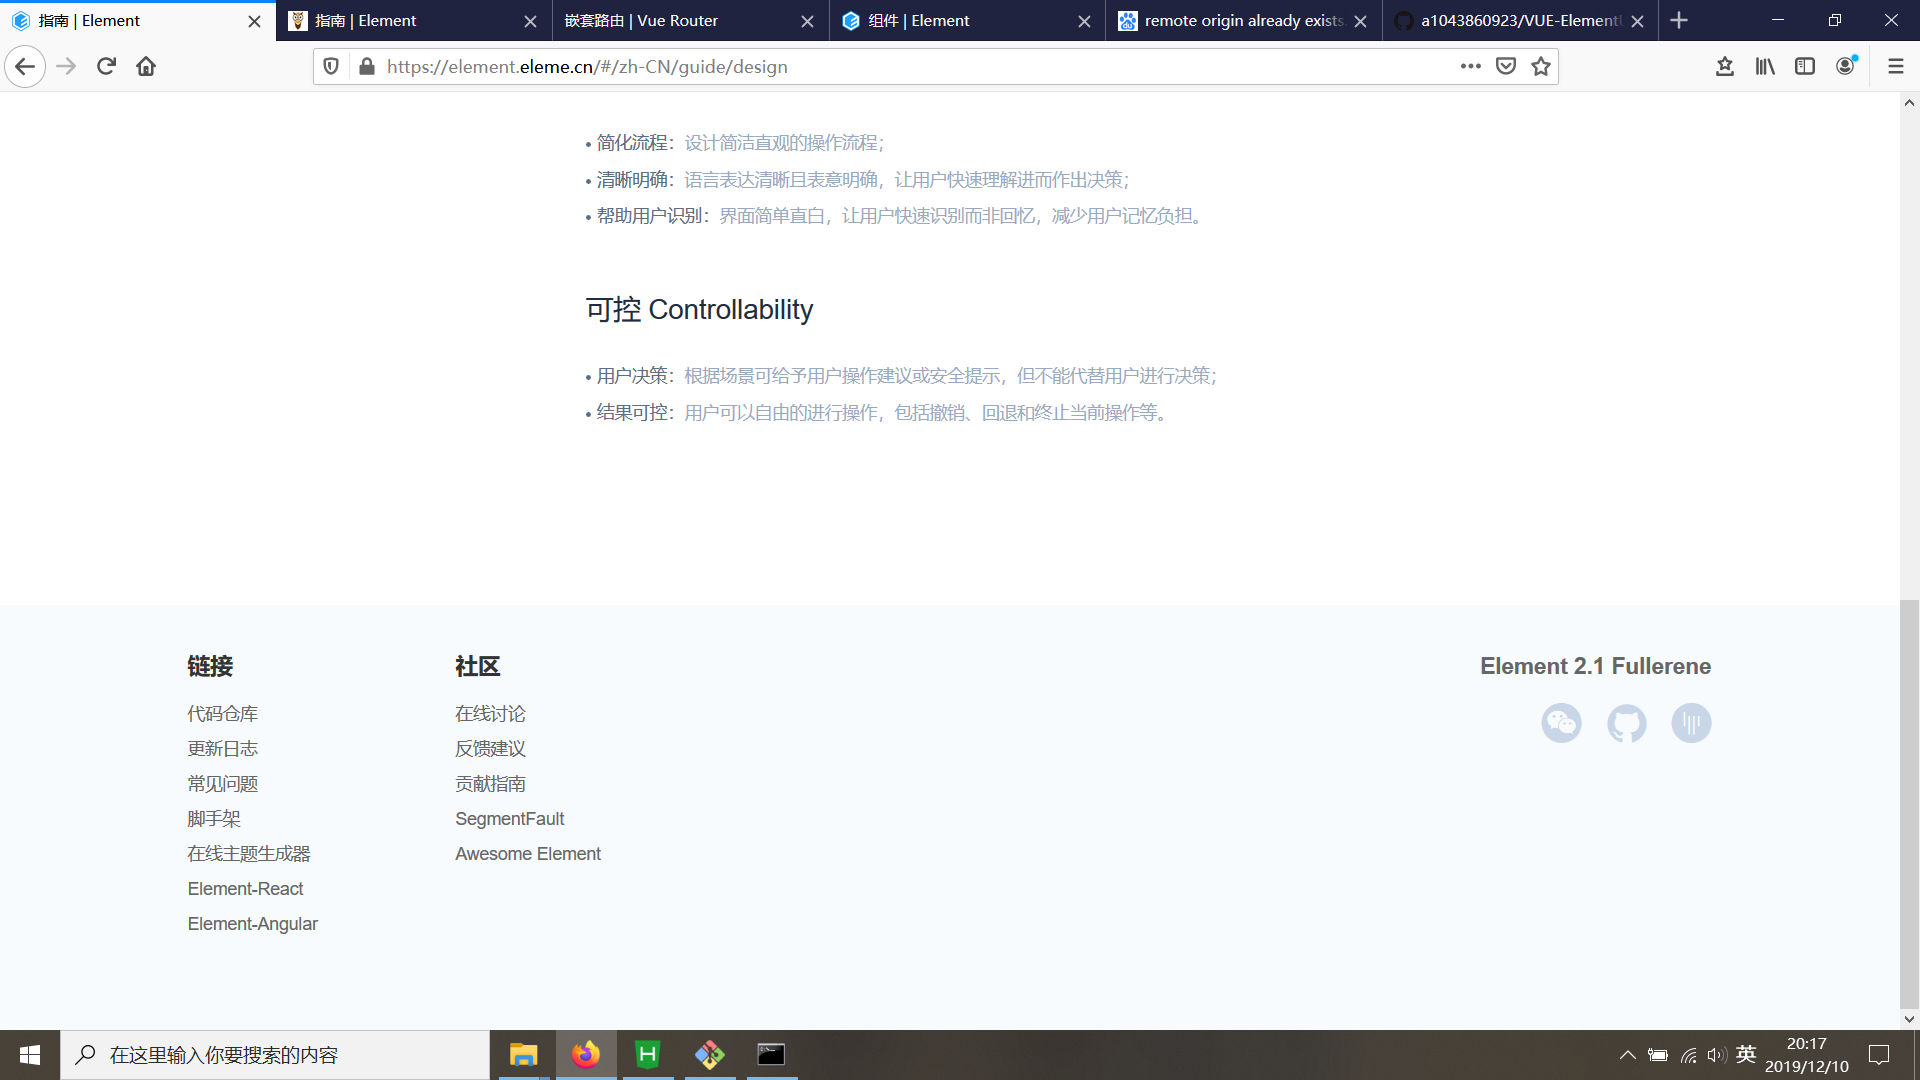 指南 | Element
指南 | Element
嵌套路由 | Vue Router
组件 | Element
remote origin already exists
a1043860923/VUE-Element
https://element.eleme.cn/#/zh-CN/guide/design
• 简化流程：设计简洁直观的操作流程；
• 清晰明确：语言表达清晰且表意明确，让用户快速理解进而作出决策；
• 帮助用户识别：界面简单直白，让用户快速识别而非回忆，减少用户记忆负担。
可控 Controllability
• 用户决策：根据场景可给予用户操作建议或安全提示，但不能代替用户进行决策；
• 结果可控：用户可以自由的进行操作，包括撤销、回退和终止当前操作等。
链接
代码仓库
更新日志
常见问题
脚手架
在线主题生成器
Element-React
Element-Angular
社区
在线讨论
反馈建议
贡献指南
SegmentFault
Awesome Element
Element 2.1 Fullerene
在这里输入你要搜索的内容
英
20:17
2019/12/10